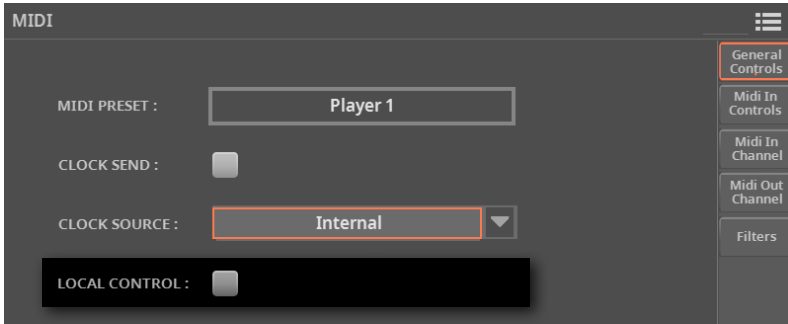 MIDI
General
Controls
MIDI PRESET :
Player 1
Midi In
Controls
CLOCK SEND :
Midi In
Channel
Midi Out
Channel
CLOCK SOURCE :
Internal
Filters
LOCAL CONTROL :